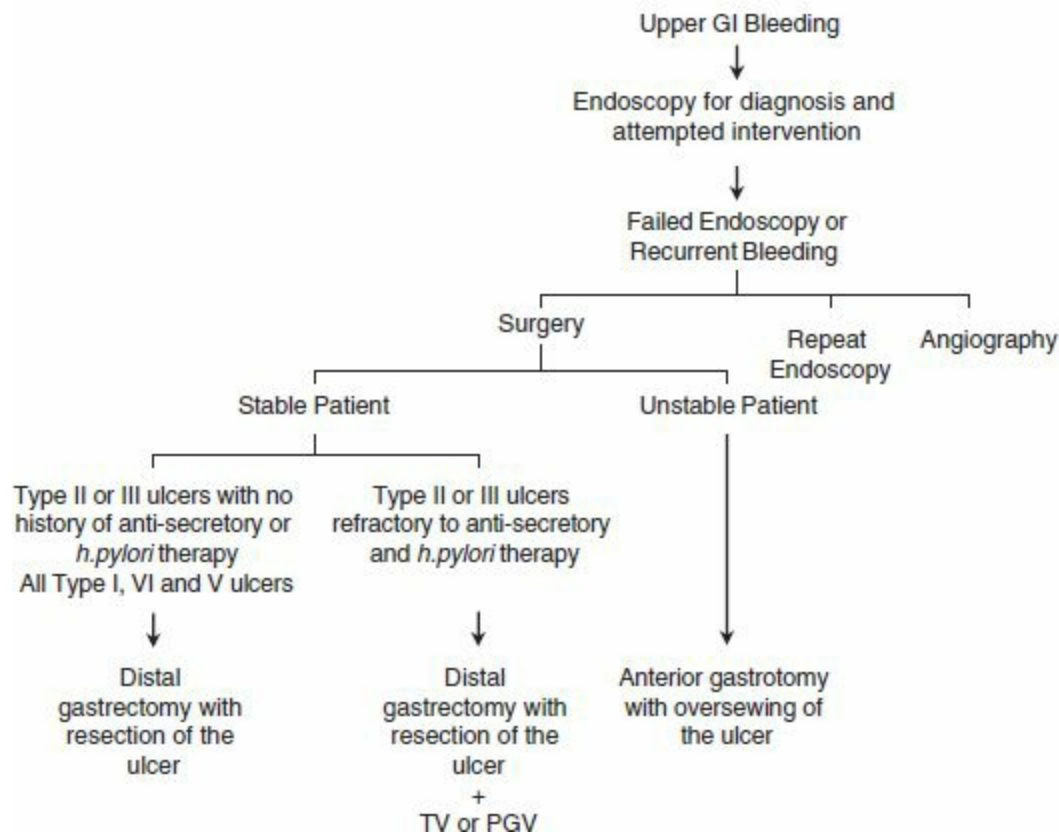 Upper GI Bleeding
Endoscopy for diagnosis and
attempted intervention
Failed Endoscopy or
Recurrent Bleeding
Surgery
Repeat
Endoscopy
Angiography
Stable Patient
Unstable Patient
Type II or III ulcers with no
history of anti-secretory or
h.pylori therapy
All Type I, VI and V ulcers
Type II or III ulcers
refractory to anti-secretory
and h.pylori therapy
Distal
gastrectomy with
resection of the
ulcer
Distal
gastrectomy with
resection of the
ulcer
+
TV or PGV
Anterior gastrotomy
with oversewing of
the ulcer